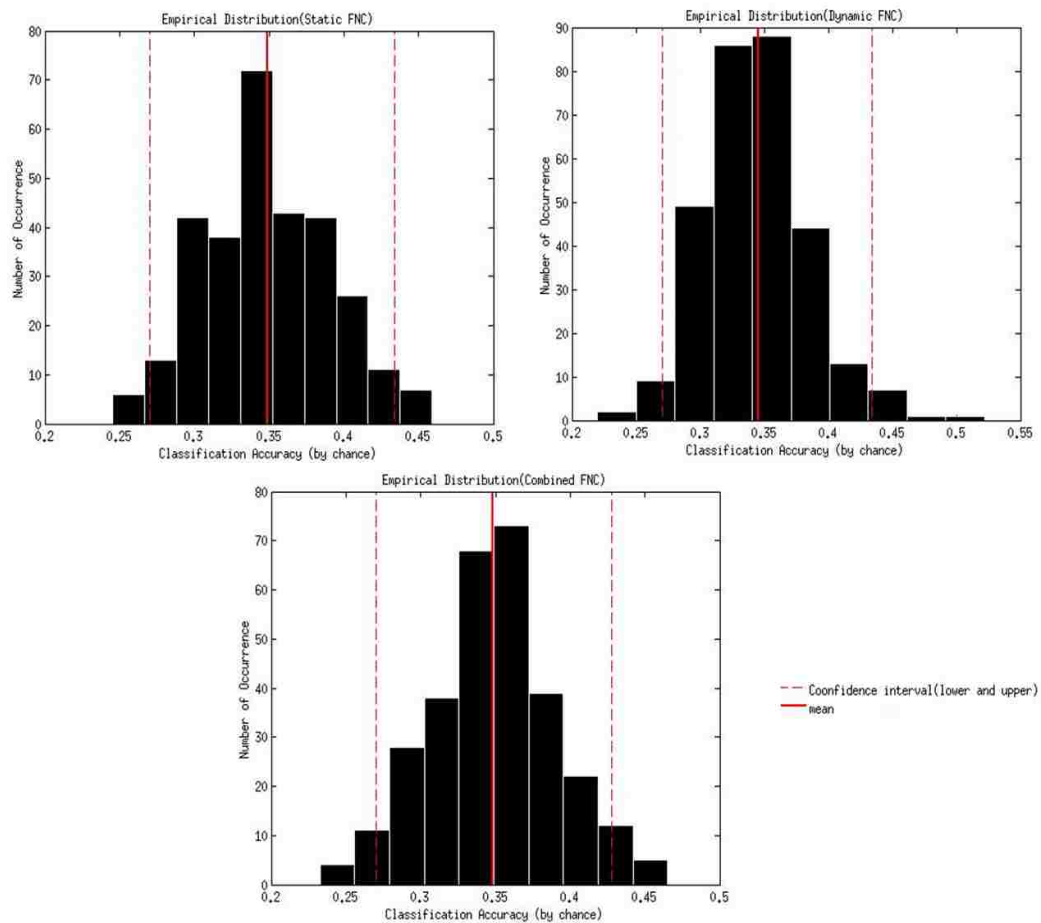 Empirical Distribution(Static FNC)
80
70
60
50
40
30
20
10
0
Number of Occurrence
0.2 0.25 0.3 0.35 0.4 0.45 0.5
Classification Accuracy (by chance)
Empirical Distribution(Dynamic FNC)
90
80
70
60
50
40
30
20
10
0
Number of Occurrence
0.2 0.25 0.3 0.35 0.4 0.45 0.5 0.55
Classification Accuracy (by chance)
Empirical Distribution(Combined FNC)
80
70
60
50
40
30
20
10
0
Number of Occurrence
0.2 0.25 0.3 0.35 0.4 0.45 0.5
Classification Accuracy (by chance)
Coonfidence interval(lower and upper)
mean